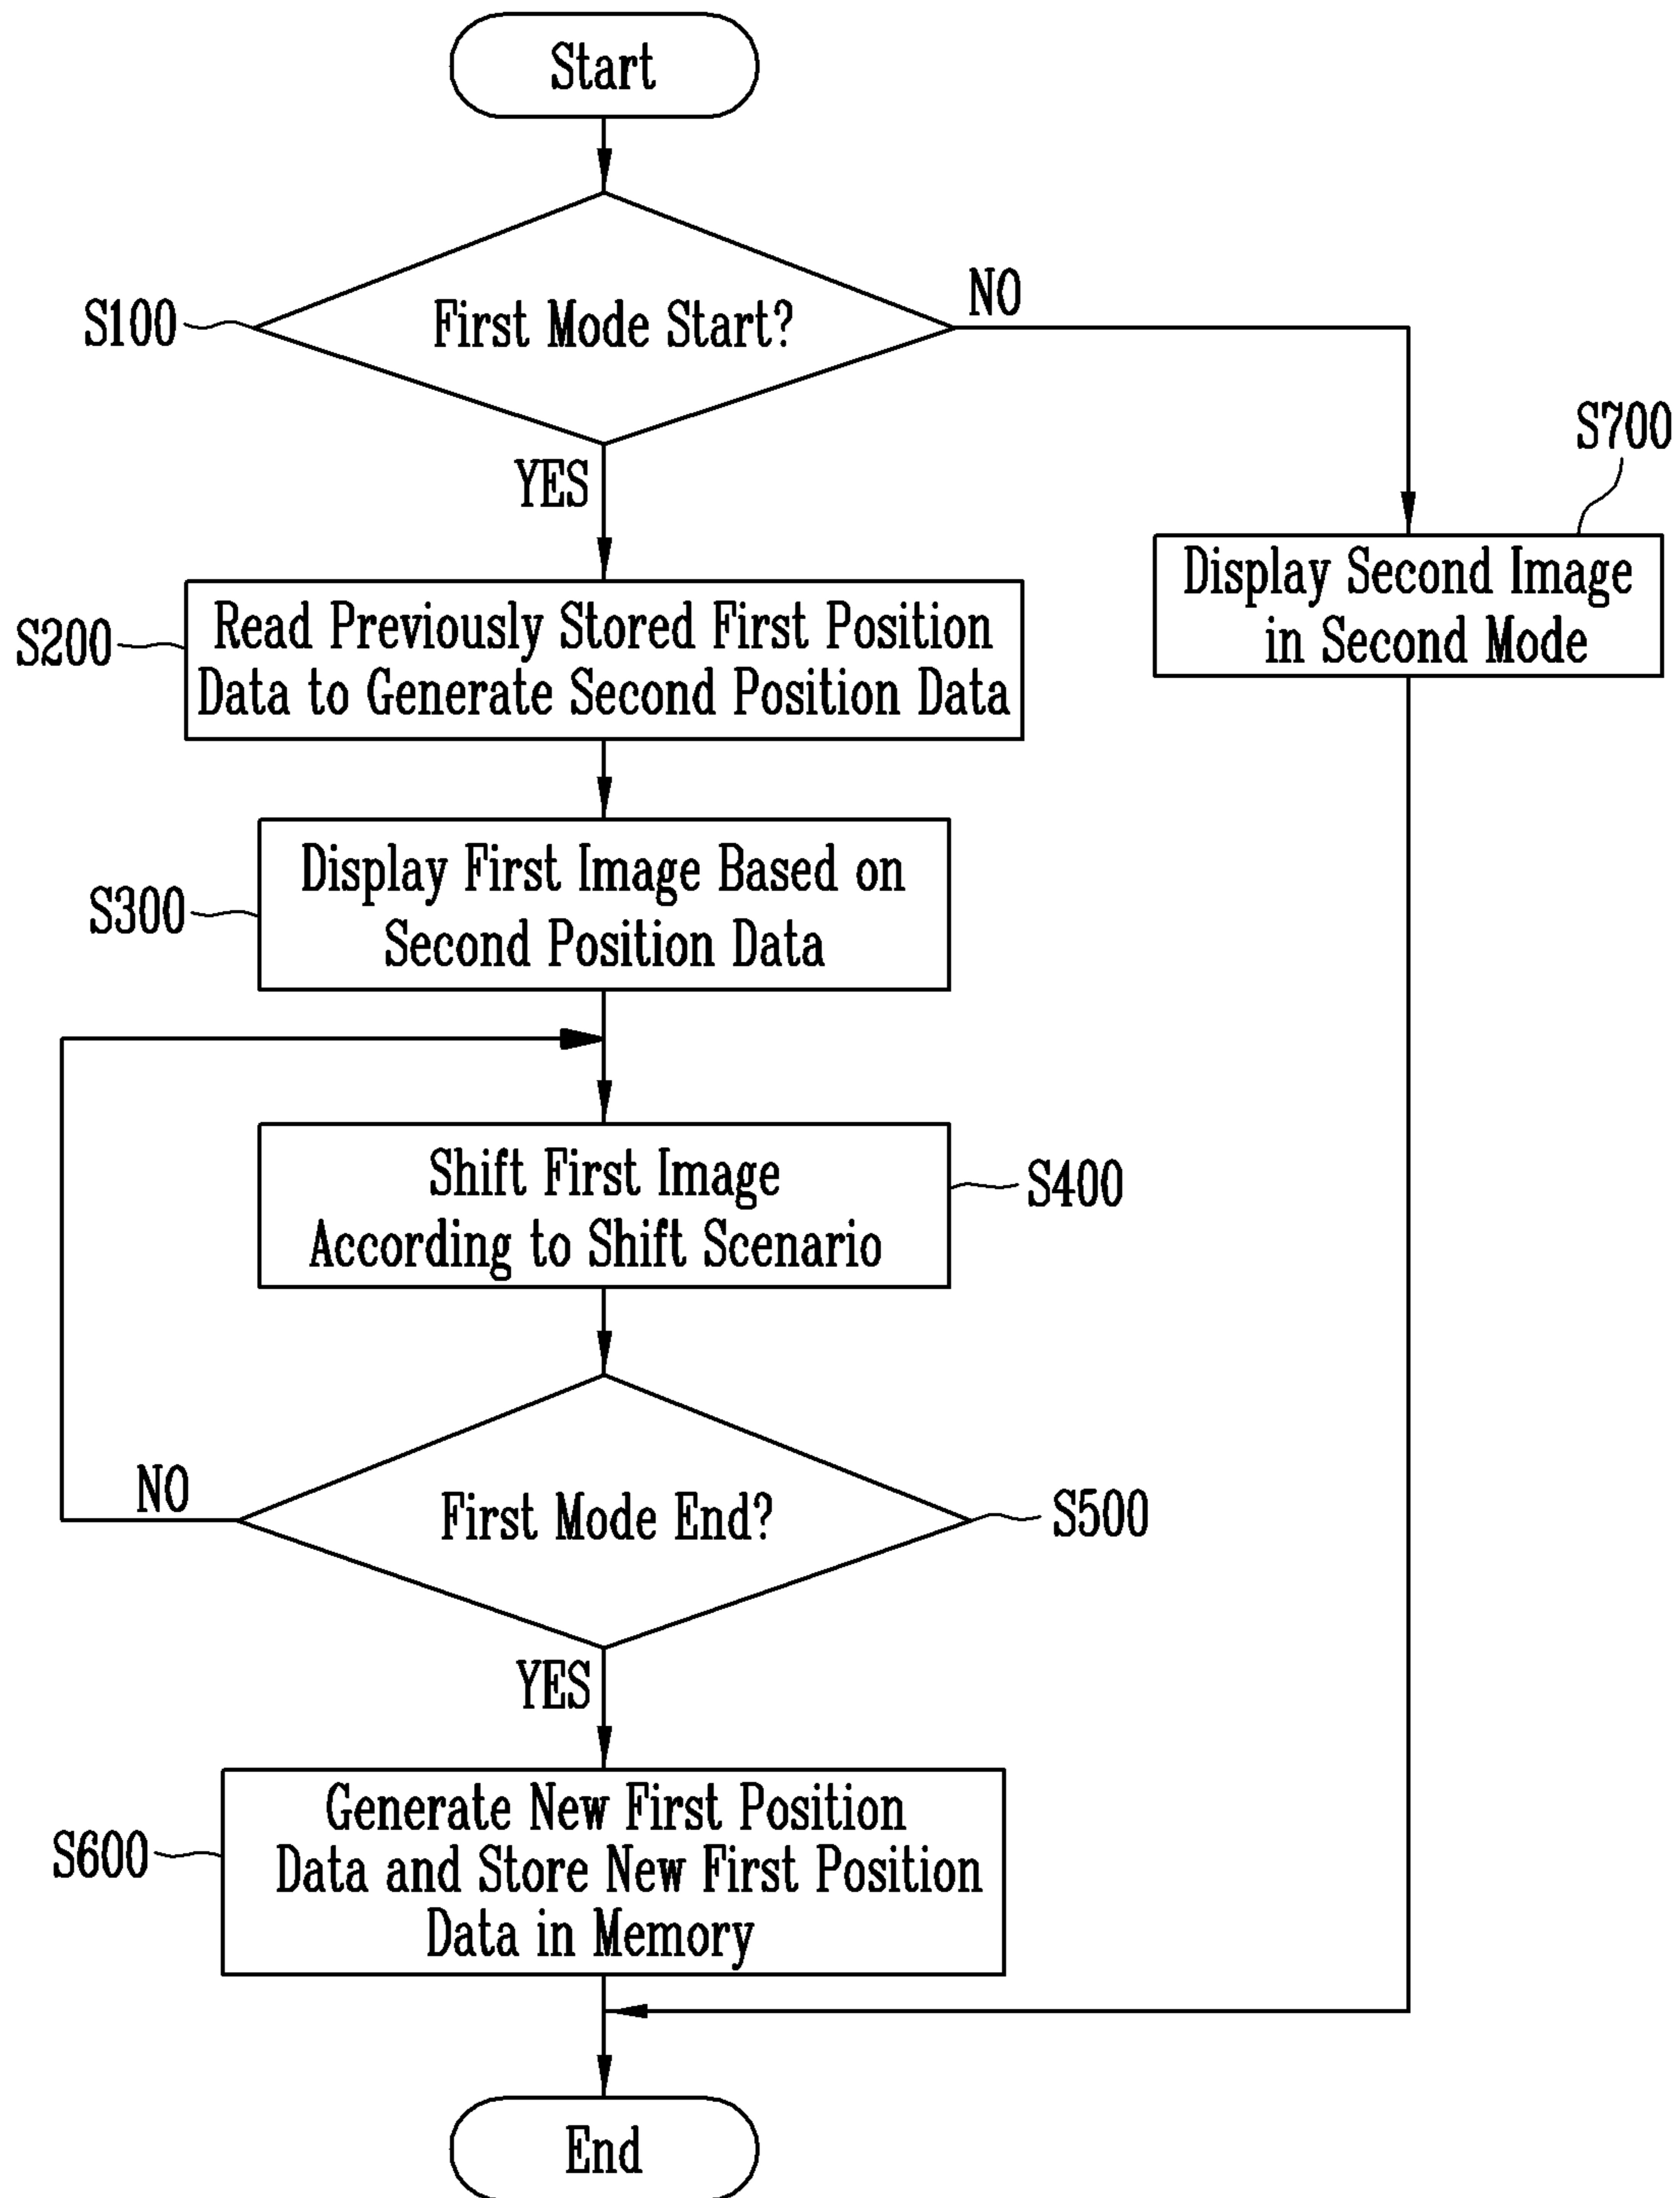 Start
S100
First Mode Start?
NO
YES
S700
Display Second Image
in Second Mode
S200
Read Previously Stored First Position
Data to Generate Second Position Data
S300
Display First Image Based on
Second Position Data
Shift First Image
According to Shift Scenario
S400
NO
First Mode End?
S500
YES
S600
Generate New First Position
Data and Store New First Position
Data in Memory
End